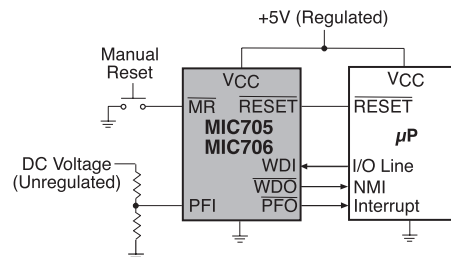 +5V (Regulated)
Manual
Reset
VCC
VCC
MR
RESET
RESET
MIC705
MIC706
µP
DC Voltage
(Unregulated)
WDI
I/O Line
WDO
NMI
PFI
PFO
Interrupt